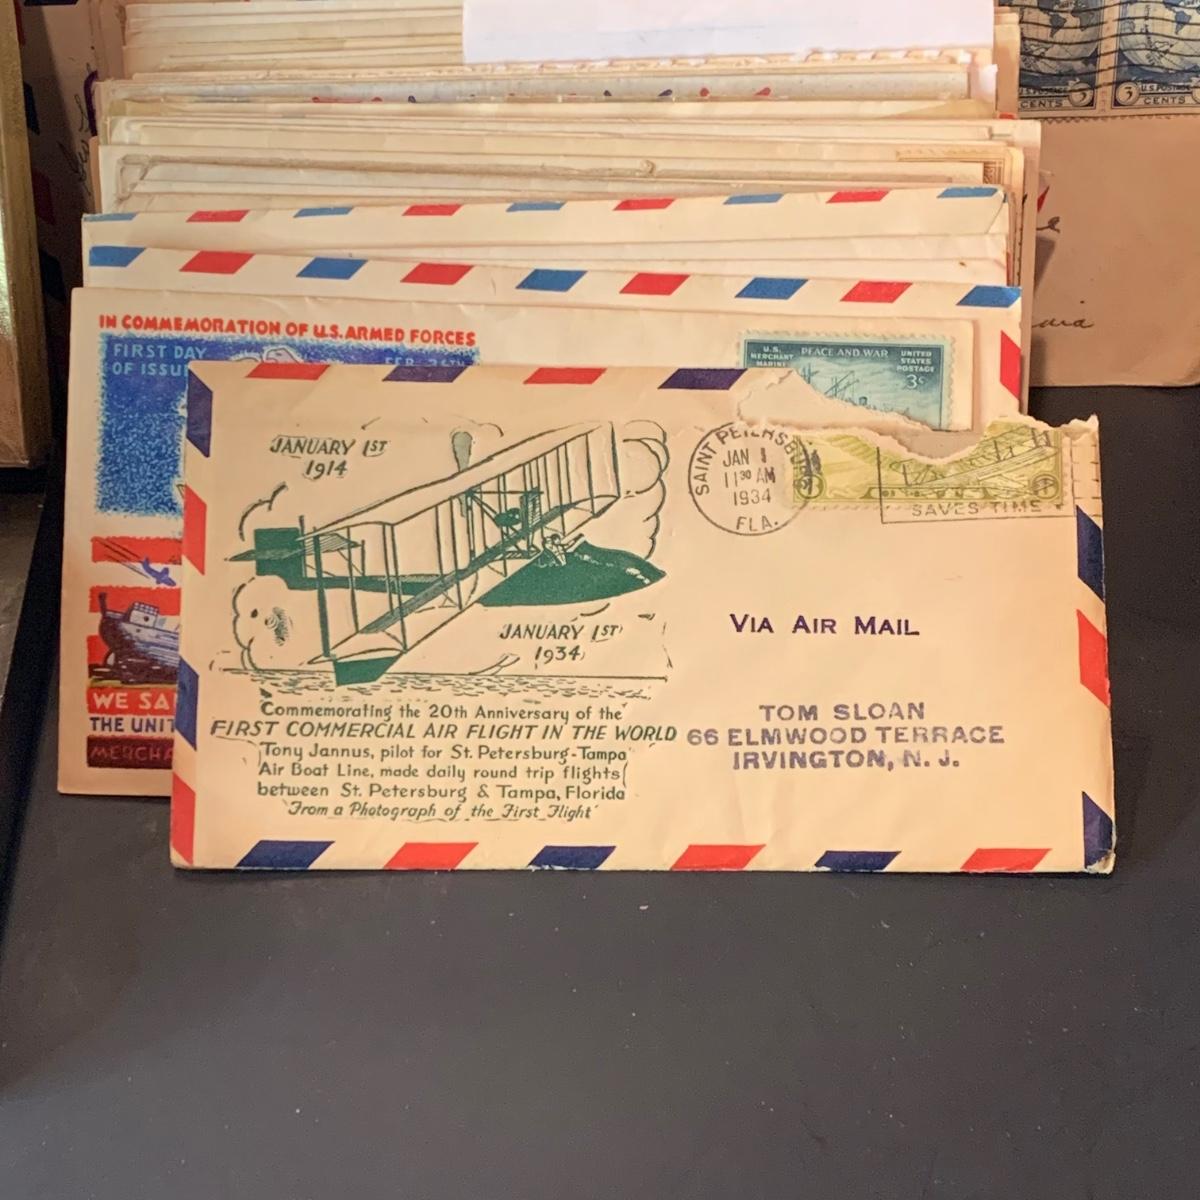 U.S. POSTAGE
3
CENTS
3
U.S. POSTAGE
CENTS
IN COMMEMORATION OF U.S. ARMED FORCES
FIRST DAY
OF ISSU
FEB.
U.S.
MERCHANT
MARINE
PEACE AND WAR
UNITED
STATES
POSTAGE
3¢
WE SA
THE UNIT
MERCHA
JANUARY 1ST
1914
JANUARY 1ST
1934
Commemorating the 20th Anniversary of the
FIRST COMMERCIAL AIR FLIGHT IN THE WORLD
Tony Jannus, pilot for St. Petersburg-Tampa
Air Boat Line, made daily round trip flights
between St. Petersburg & Tampa, Florida
"From a Photograph of the First Flight"
SAINT PETERSBURG
JAN 1
11 30 AM
1934
FLA.
SAVES TIME
VIA AIR MAIL
TOM SLOAN
66 ELMWOOD TERRACE
IRVINGTON, N. J.